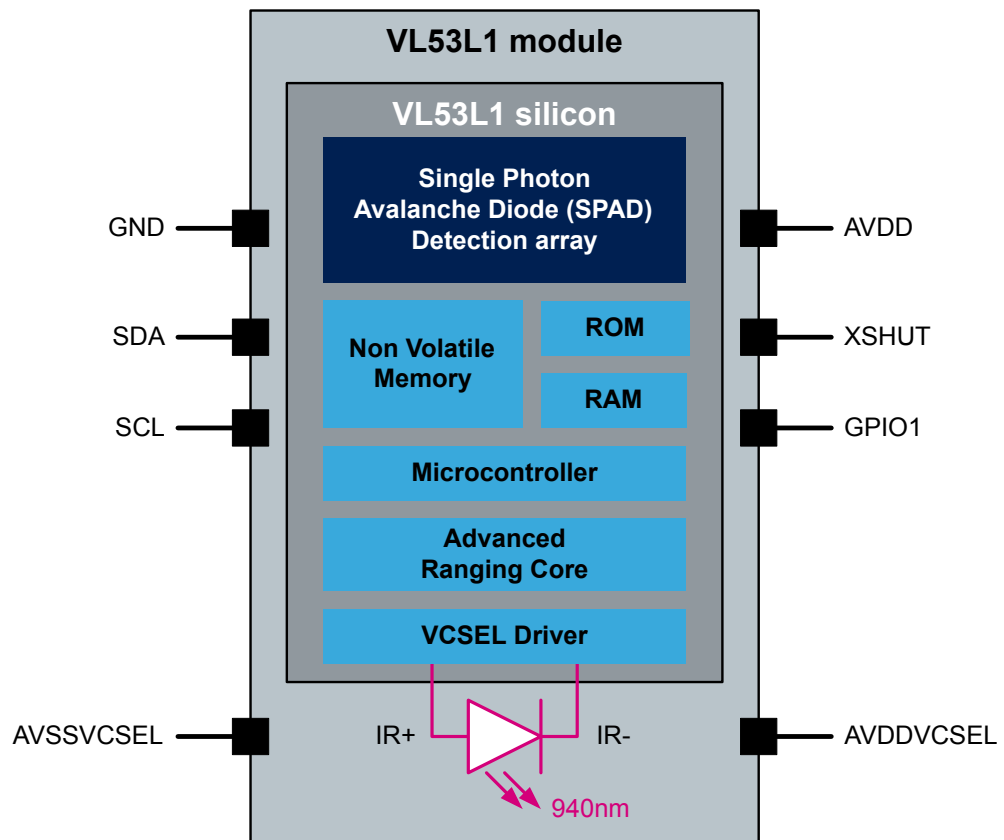 VL53L1 module
VL53L1 silicon
Single Photon
Avalanche Diode (SPAD)
Detection array
GND
AVDD
SDA
XSHUT
Non Volatile
Memory
ROM
RAM
SCL
GPIO1
Microcontroller
Advanced
Ranging Core
VCSEL Driver
AVSSVCSEL
IR+
IR-
AVDDVCSEL
940nm